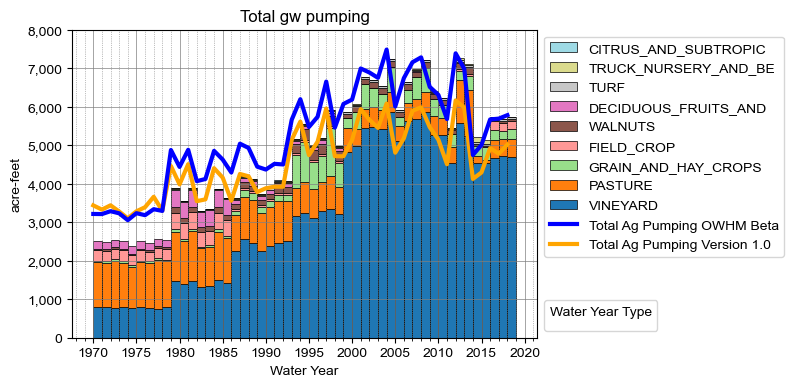 Total gw pumping
8,000
7,000
6,000
5,000
4,000
3,000
2,000
1,000
0
acre-feet
1970 1975 1980 1985 1990 1995 2000 2005 2010 2015 2020
Water Year
CITRUS_AND_SUBTROPIC
TRUCK_NURSERY_AND_BE
TURF
DECIDUOUS_FRUITS_AND
WALNUTS
FIELD_CROP
GRAIN_AND_HAY_CROPS
PASTURE
VINEYARD
Total Ag Pumping OWHM Beta
Total Ag Pumping Version 1.0
Water Year Type